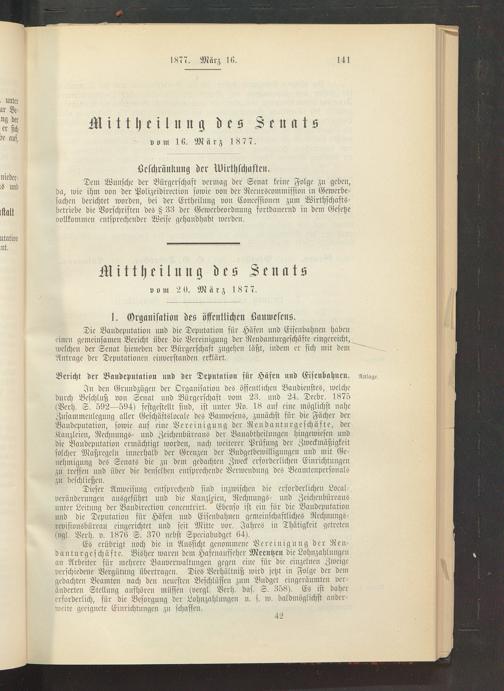 1877. März 16.
141
Mittheilung des Senats
vom 16. März 1877.
Beschränkung der Wirthschaften.
Dem Wunsche der Bürgerschaft vermag der Senat keine Folge zu geben,
da, wie ihm von der Polizeidirection sowie von der Recurscommission in Gewerbe-
sachen berichtet worden, bei der Ertheilung von Concessionen zum Wirthschafts-
betriebe die Vorschriften des § 33 der Gewerbeordnung fortdauernd in dem Gesetze
vollkommen entsprechender Weise gehandhabt werden.
Mittheilung des Senats
vom 20. März 1877.
1. Organisation des öffentlichen Bauwesens.
Die Baudeputation und die Deputation für Häfen und Eisenbahnen haben
einen gemeinsamen Bericht über die Vereinigung der Rendanturgeschäfte eingereicht,
welchen der Senat hieneben der Bürgerschaft zugehen läßt, indem er sich mit dem
Antrage der Deputationen einverstanden erklärt.
Bericht der Baudeputation und der Deputation für Häfen und Eisenbahnen.
Anlage.
In den Grundzügen der Organisation des öffentlichen Baudienstes, welche
durch Beschluß von Senat und Bürgerschaft vom 23. und 24. Decbr. 1875
(Verh. S. 592—594) festgestellt sind, ist unter No. 18 auf eine möglichst nahe
Zusammenlegung aller Geschäftslocale des Bauwesens, zunächst für die Fächer der
Baudeputation, sowie auf eine Vereinigung der Rendanturgeschäfte, der
Kanzleien, Rechnungs- und Zeichenbüreaus der Bauabtheilungen hingewiesen und
die Baudeputation ermächtigt worden, nach weiterer Prüfung der Zweckmäßigkeit
solcher Maßregeln innerhalb der Grenzen der Budgetbewilligungen und mit Ge-
nehmigung des Senats die zu dem gedachten Zweck erforderlichen Einrichtungen
zu treffen und über die denselben entsprechende Verwendung des Beamtenpersonals
zu beschließen.
Dieser Anweisung entsprechend sind inzwischen die erforderlichen Local-
veränderungen ausgeführt und die Kanzleien, Rechnungs- und Zeichenbüreaus
unter Leitung der Baudirection concentrirt. Ebenso ist ein für die Baudeputation
und die Deputation für Häfen und Eisenbahnen gemeinschaftliches Rechnungs-
revisionsbüreau eingerichtet und seit Mitte vor. Jahres in Thätigkeit getreten
(vgl. Verh. v. 1876 S. 370 nebst Specialbudget 64).
Es erübrigt noch die in Aussicht genommene Vereinigung der Ren-
danturgeschäfte. Bisher waren dem Hafenaufseher Mrentzen die Lohnzahlungen
an Arbeiter für mehrere Bauverwaltungen gegen eine für die einzelnen Zweige
verschiedene Vergütung übertragen. Dies Verhältniß wird jetzt in Folge der dem
gedachten Beamten nach den neuesten Beschlüssen zum Budget eingeräumten ver-
änderten Stellung aufhören müssen (vergl. Verh. das. S. 358). Es ist daher
erforderlich, für die Besorgung der Lohnzahlungen u. s. w. baldmöglichst ander-
weite geeignete Einrichtungen zu schaffen.
42